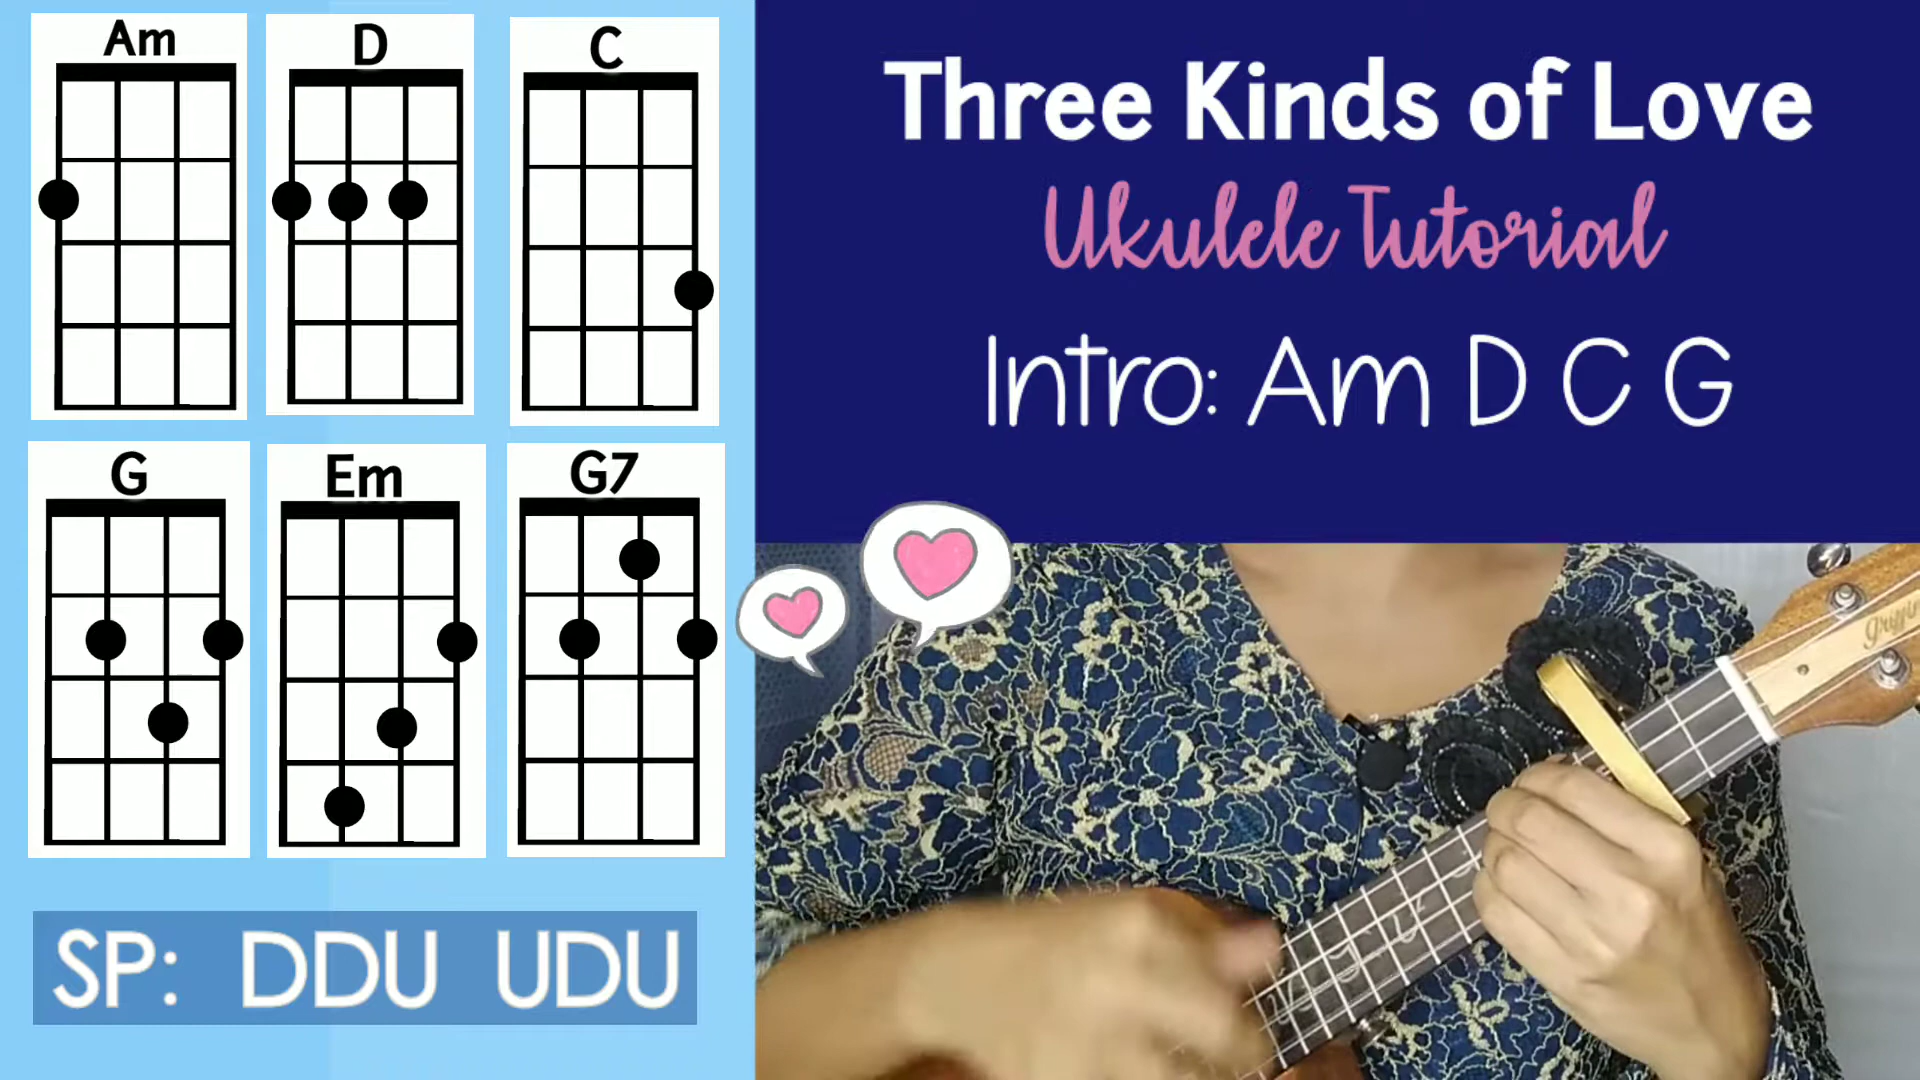 Am
D
C
G
Em
G7
SP: DDU UDU
Three Kinds of Love
Ukulele Tutorial
Intro: Am D C G